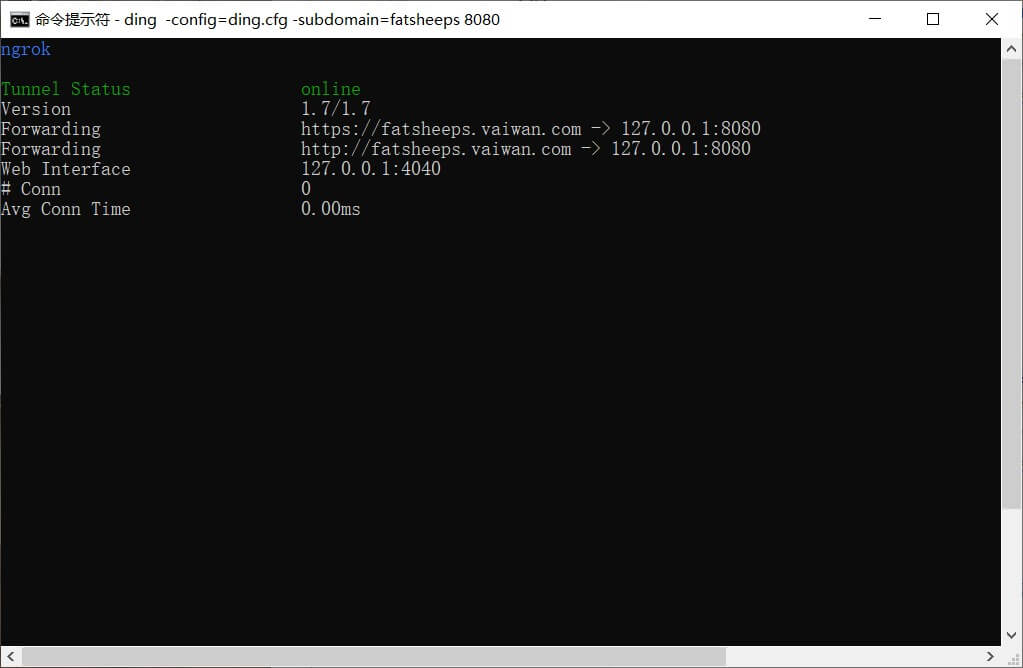 命令提示符 - ding  -config=ding.cfg -subdomain=fatsheeps 8080
ngrok
Tunnel Status                 online
Version                       1.7/1.7
Forwarding                    https://fatsheeps.vaiwan.com -> 127.0.0.1:8080
Forwarding                    http://fatsheeps.vaiwan.com -> 127.0.0.1:8080
Web Interface                 127.0.0.1:4040
# Conn                        0
Avg Conn Time                 0.00ms